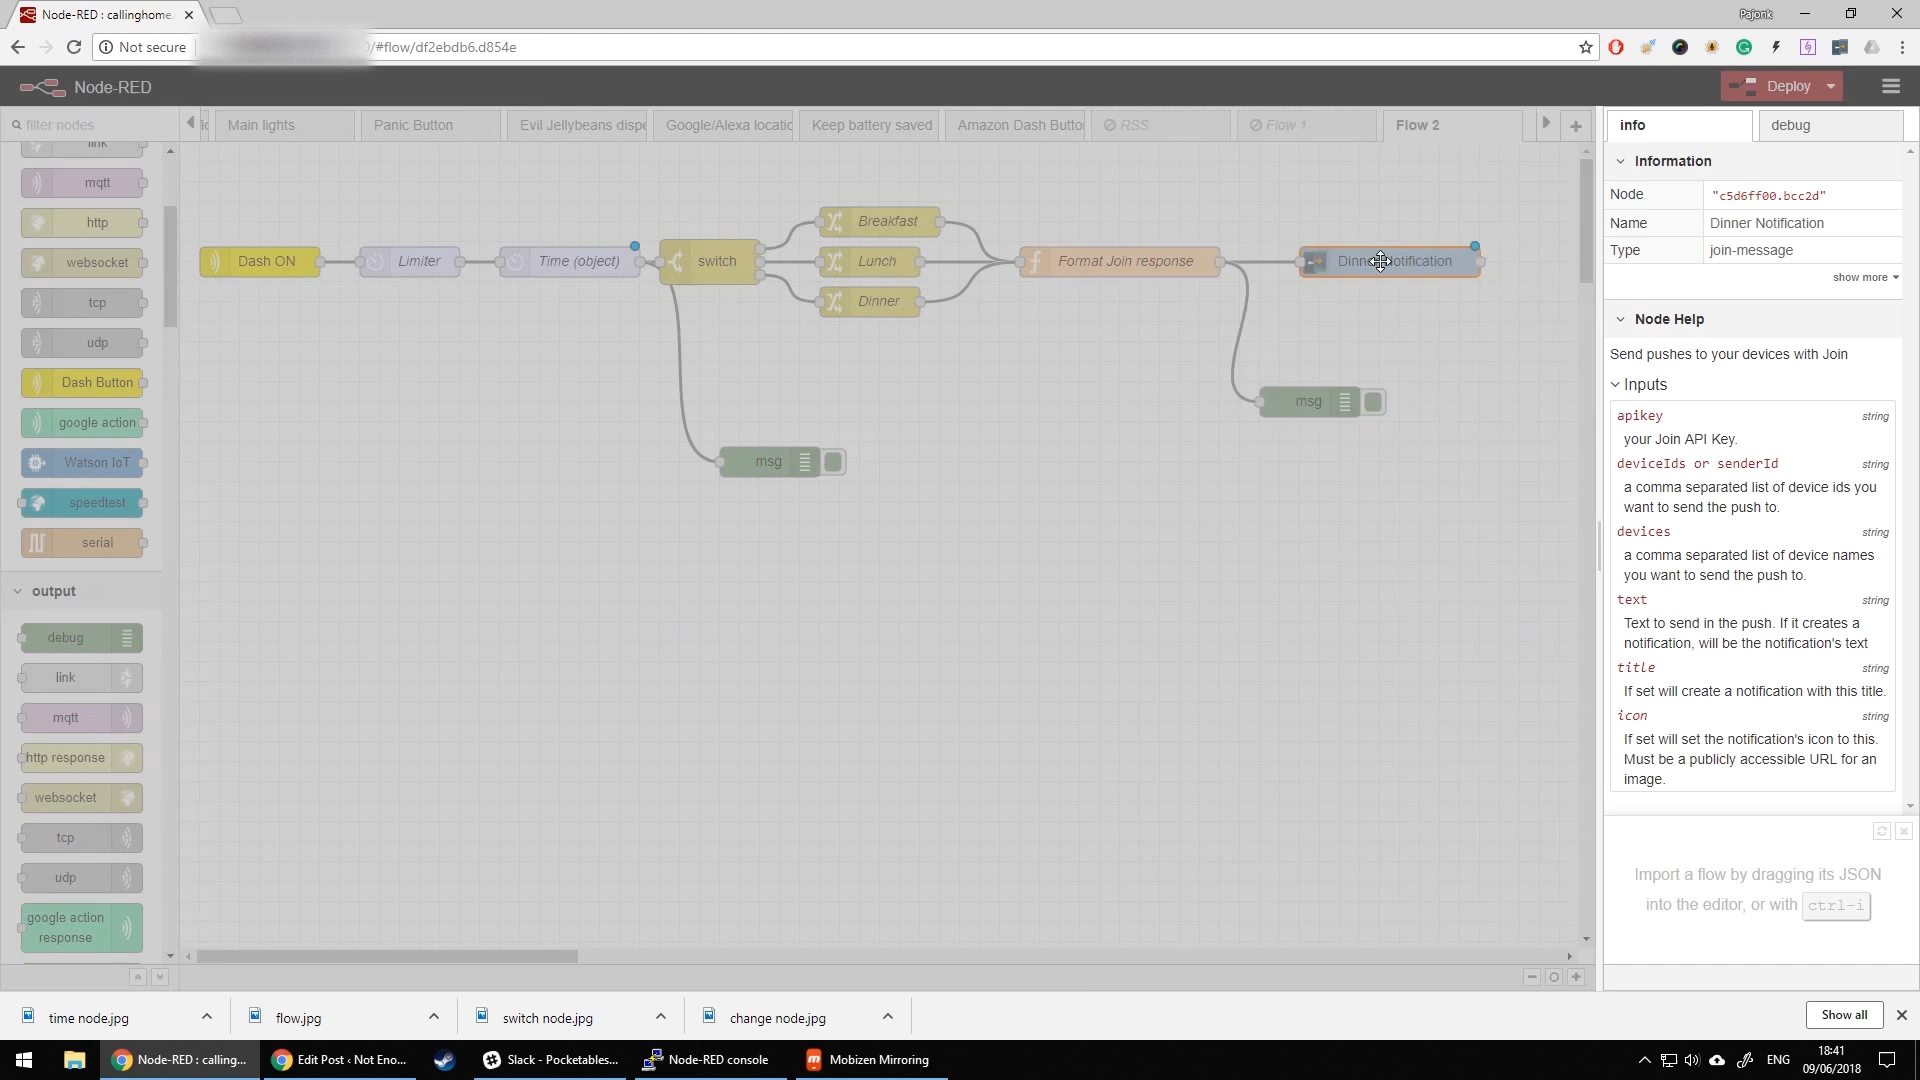 Node-RED : callinghome
Pajonk
Not secure
/#flow/df2ebdb6.d854e
Node-RED
Deploy
filter nodes
Main lights
Panic Button
Evil Jellybeans dispe
Google/Alexa locatic
Keep battery saved
Amazon Dash Butto
RSS
Flow 1
Flow 2
info
debug
link
mqtt
http
websocket
tcp
udp
Dash Button
google action
Watson IoT
speedtest
serial
output
debug
link
mqtt
http response
websocket
tcp
udp
google action
response
Dash ON
Limiter
Time (object)
switch
Breakfast
Lunch
Dinner
Format Join response
msg
msg
Information
Node "c5d6ff00.bcc2d"
Name Dinner Notification
Type join-message
show more
Node Help
Send pushes to your devices with Join
Inputs
apikey string
your Join API Key.
deviceIds or senderId string
a comma separated list of device ids you
want to send the push to.
devices string
a comma separated list of device names
you want to send the push to.
text string
Text to send in the push. If it creates a
notification, will be the notification's text
title string
If set will create a notification with this title.
icon string
If set will set the notification's icon to this.
Must be a publicly accessible URL for an
image.
Import a flow by dragging its JSON
into the editor, or with ctrl-i
time node.jpg
flow.jpg
switch node.jpg
change node.jpg
Show all
Node-RED : calling...
Edit Post ‹ Not Eno...
Slack - Pocketables...
Node-RED console
Mobizen Mirroring
ENG
18:41
09/06/2018